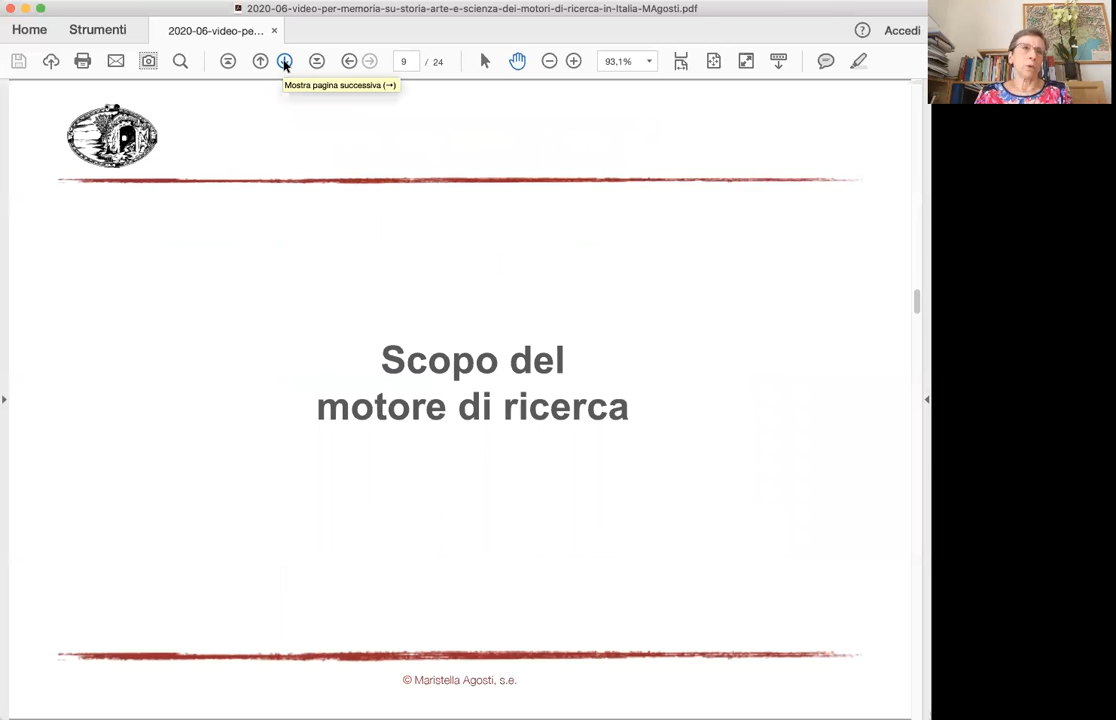 2020-06-video-per-memoria-su-storia-arte-e-scienza-dei-motori-di-ricerca-in-Italia-MAgosti.pdf
Home Strumenti 2020-06-video-pe... × ? Accedi
9 / 24 93,1%
Mostra pagina successiva (→)
Scopo del
motore di ricerca
© Maristella Agosti, s.e.